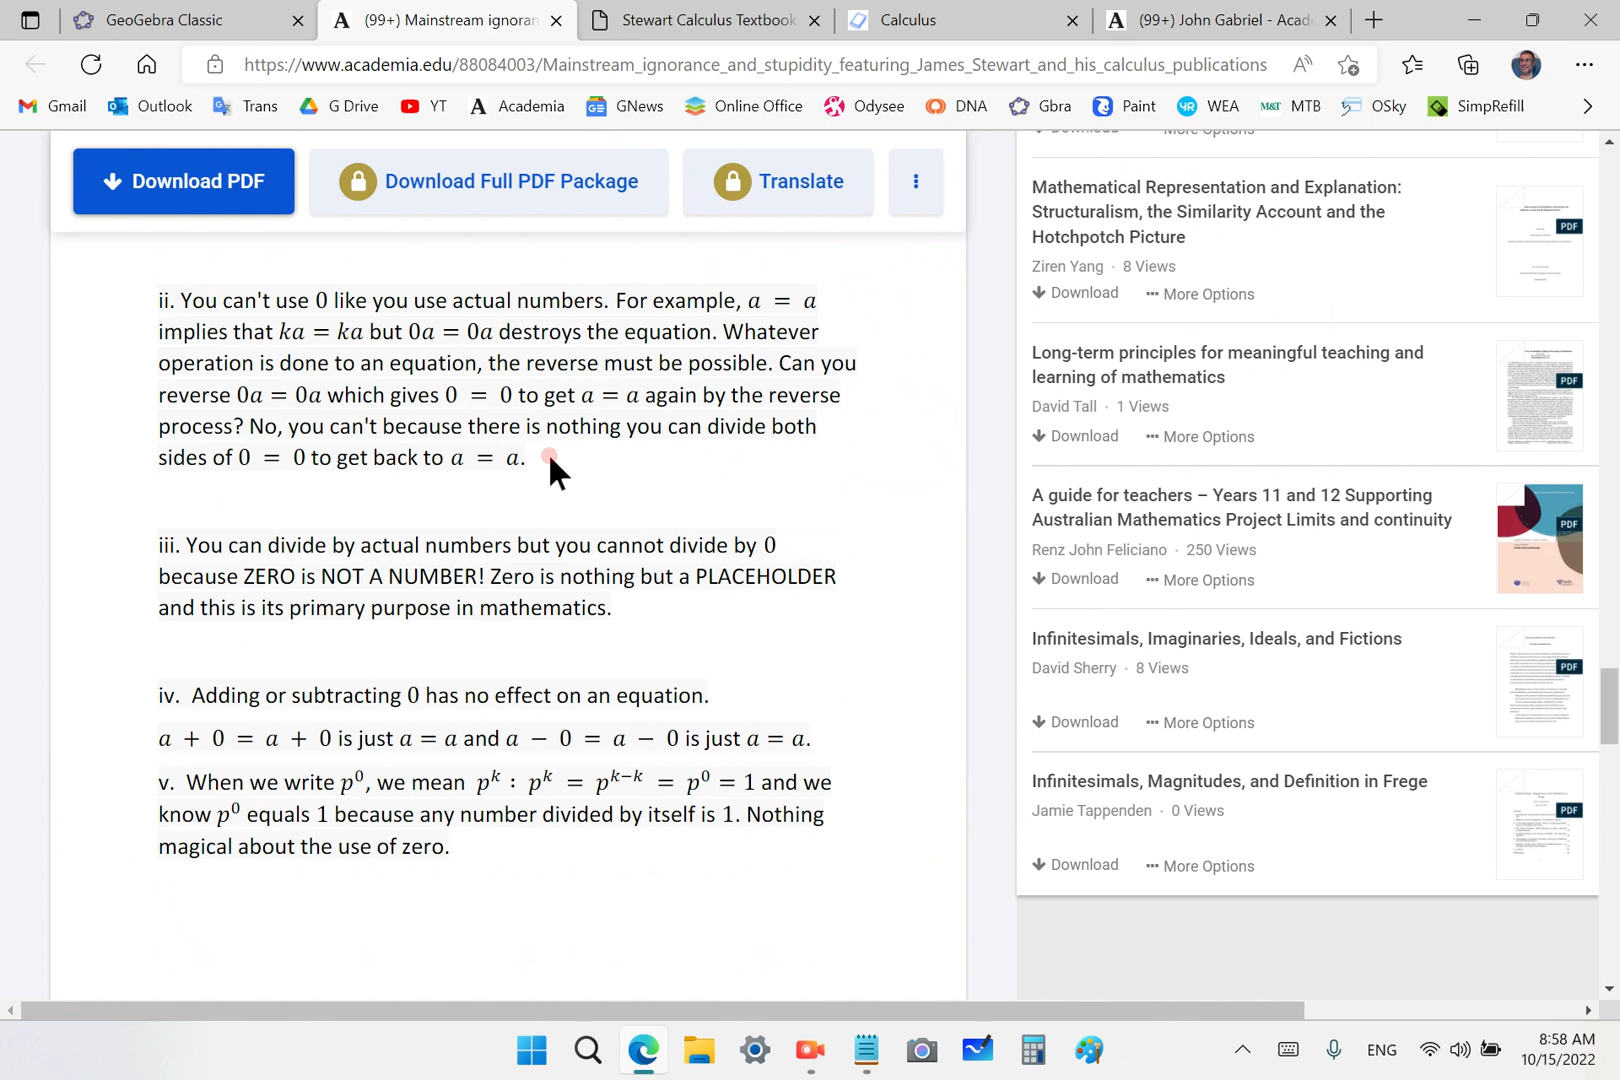 GeoGebra Classic
(99+) Mainstream ignoran
Stewart Calculus Textbook
Calculus
(99+) John Gabriel - Acad
https://www.academia.edu/88084003/Mainstream_ignorance_and_stupidity_featuring_James_Stewart_and_his_calculus_publications
Gmail
Outlook
Trans
G Drive
YT
Academia
GNews
Online Office
Odysee
DNA
Gbra
Paint
WEA
MTB
OSky
SimpRefill
Download PDF
Download Full PDF Package
Translate
ii. You can't use 0 like you use actual numbers. For example, a = a
implies that ka = ka but 0a = 0a destroys the equation. Whatever
operation is done to an equation, the reverse must be possible. Can you
reverse 0a = 0a which gives 0 = 0 to get a = a again by the reverse
process? No, you can't because there is nothing you can divide both
sides of 0 = 0 to get back to a = a.
iii. You can divide by actual numbers but you cannot divide by 0
because ZERO is NOT A NUMBER! Zero is nothing but a PLACEHOLDER
and this is its primary purpose in mathematics.
iv. Adding or subtracting 0 has no effect on an equation.
a + 0 = a + 0 is just a = a and a − 0 = a − 0 is just a = a.
v. When we write p⁰, we mean pᵏ : pᵏ = pᵏ⁻ᵏ = p⁰ = 1 and we
know p⁰ equals 1 because any number divided by itself is 1. Nothing
magical about the use of zero.
Download
More Options
Mathematical Representation and Explanation:
Structuralism, the Similarity Account and the
Hotchpotch Picture
Ziren Yang · 8 Views
Download
More Options
PDF
Long-term principles for meaningful teaching and
learning of mathematics
David Tall · 1 Views
Download
More Options
PDF
A guide for teachers – Years 11 and 12 Supporting
Australian Mathematics Project Limits and continuity
Renz John Feliciano · 250 Views
Download
More Options
PDF
Infinitesimals, Imaginaries, Ideals, and Fictions
David Sherry · 8 Views
Download
More Options
PDF
Infinitesimals, Magnitudes, and Definition in Frege
Jamie Tappenden · 0 Views
Download
More Options
PDF
ENG
8:58 AM
10/15/2022